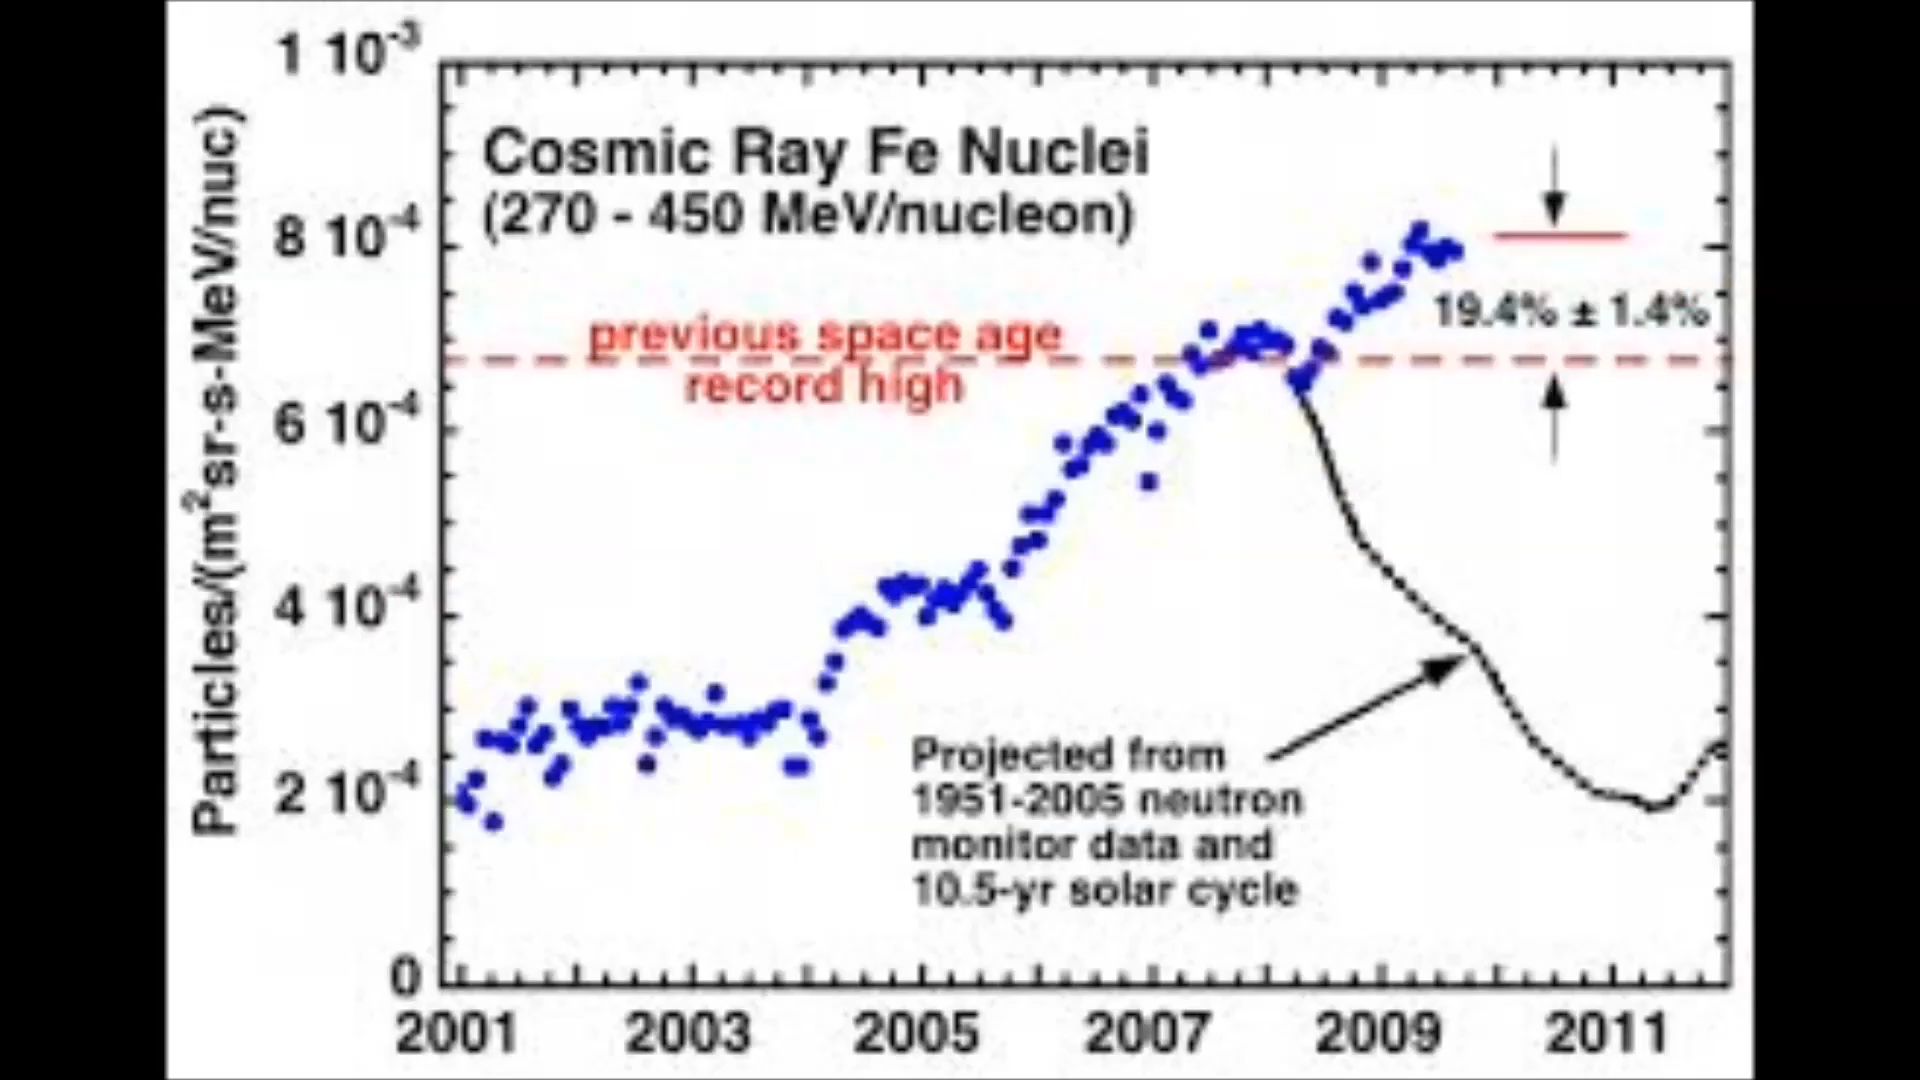 1 10⁻³
8 10⁻⁴
6 10⁻⁴
4 10⁻⁴
2 10⁻⁴
0
Particles/(m²sr-s-MeV/nuc)
Cosmic Ray Fe Nuclei
(270 - 450 MeV/nucleon)
previous space age
record high
19.4% ± 1.4%
Projected from
1951-2005 neutron
monitor data and
10.5-yr solar cycle
2001 2003 2005 2007 2009 2011